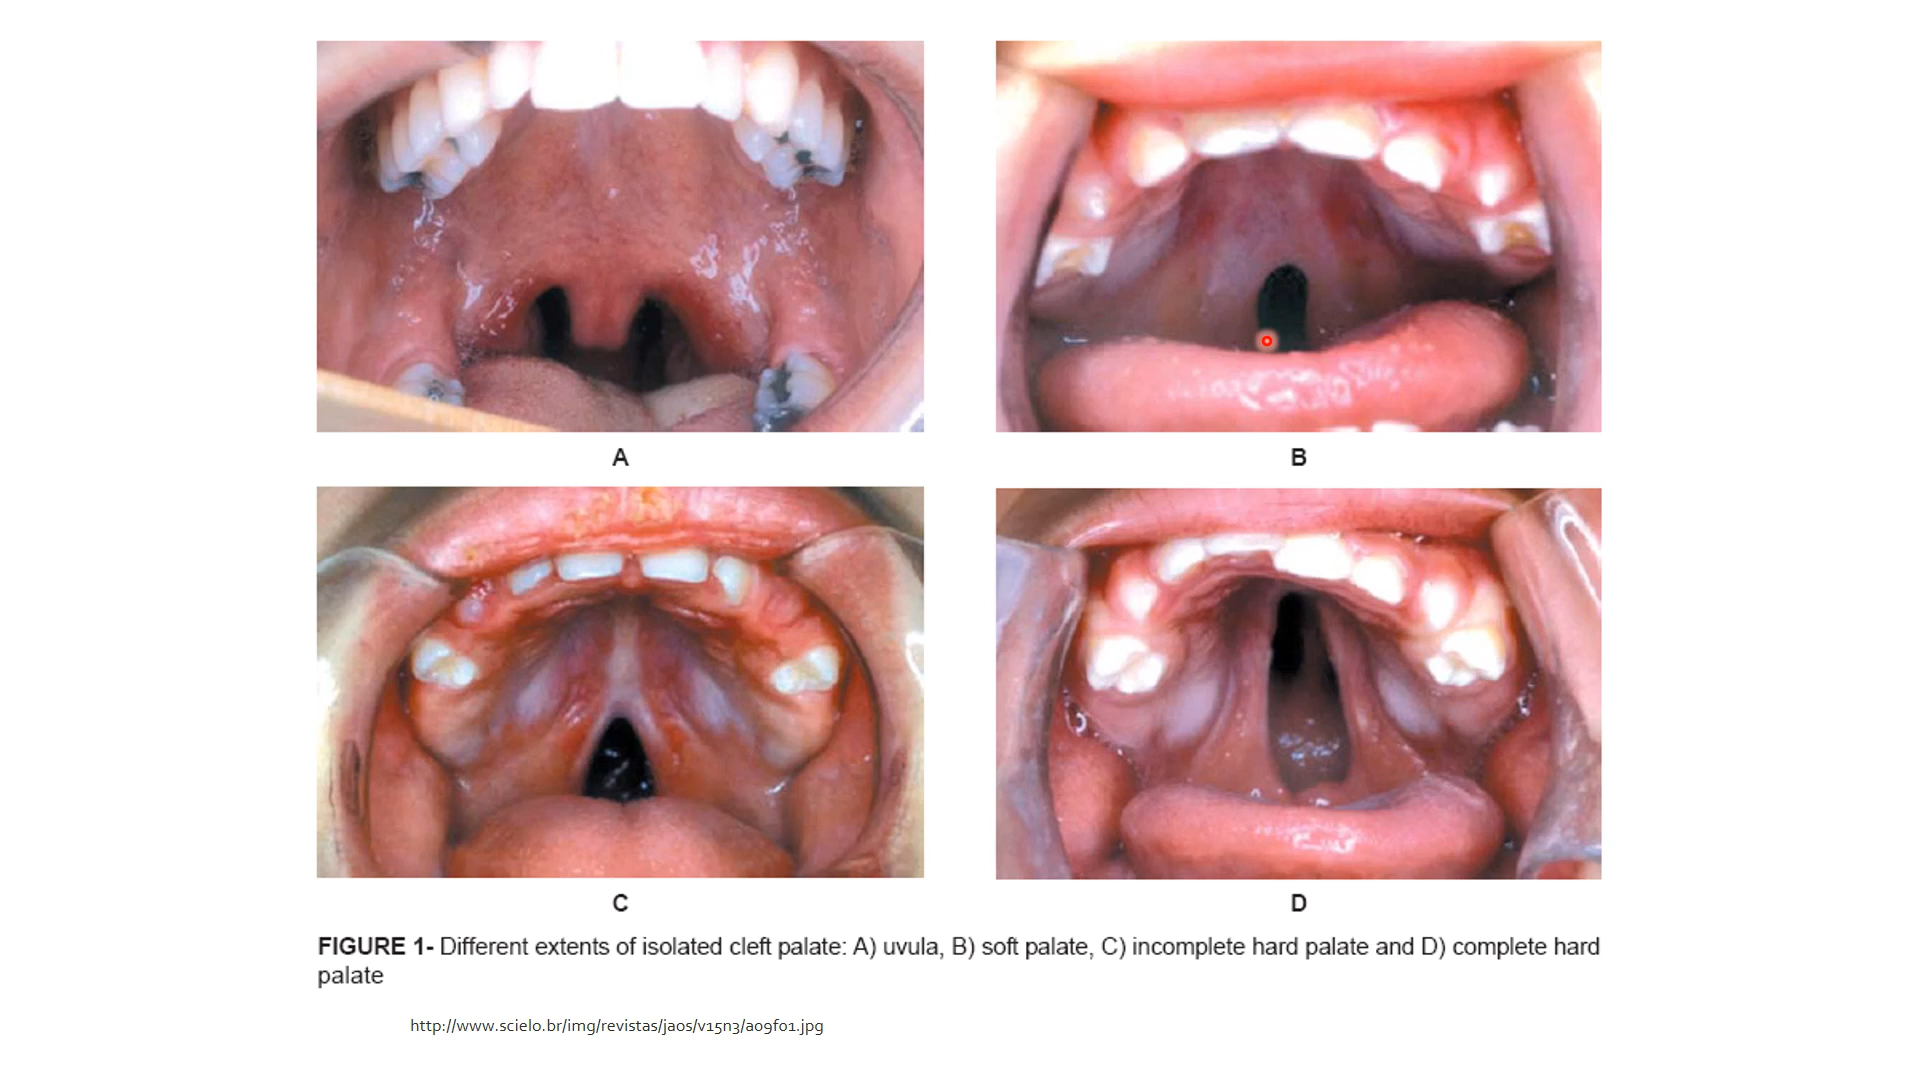 A
B
C
D
FIGURE 1- Different extents of isolated cleft palate: A) uvula, B) soft palate, C) incomplete hard palate and D) complete hard
palate
http://www.scielo.br/img/revistas/jaos/v15n3/a09f01.jpg